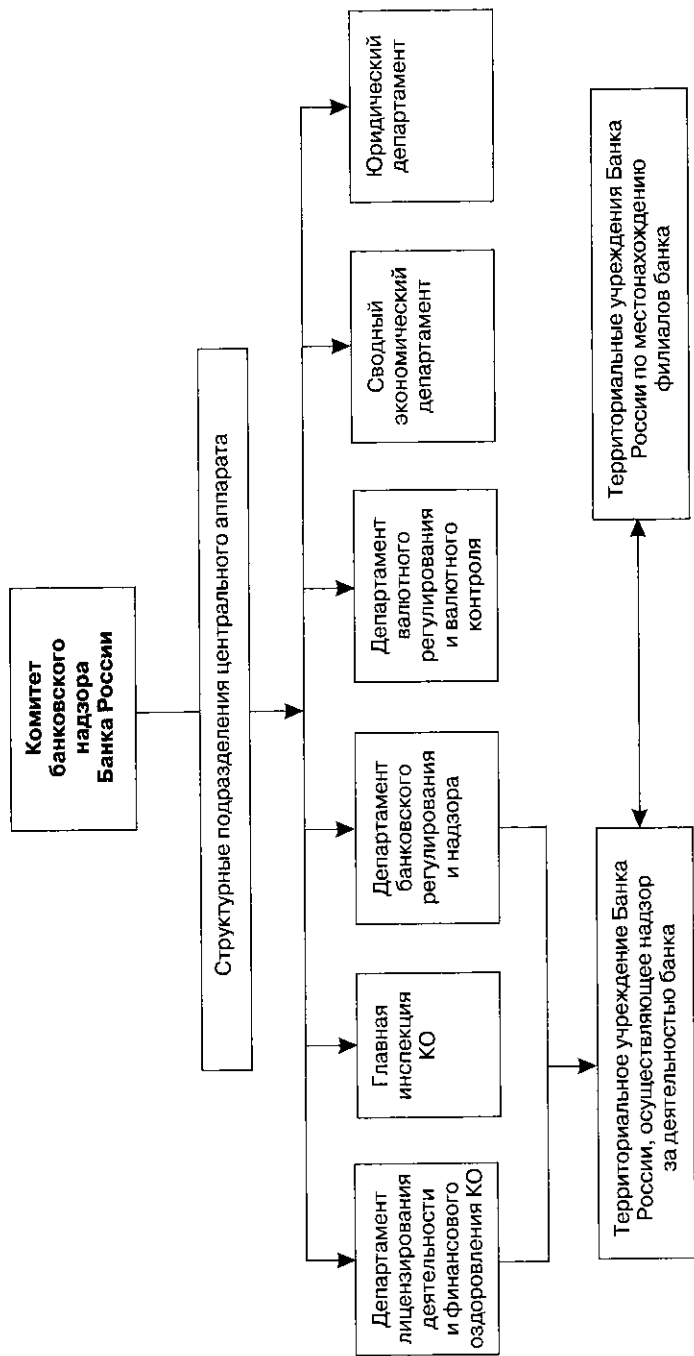 Комитет
банковского
надзора
Банка России
Структурные подразделения центрального аппарата
Департамент
лицензирования
деятельности
и финансового
оздоровления КО
Главная
инспекция
КО
Департамент
банковского
регулирования
и надзора
Департамент
валютного
регулирования
и валютного
контроля
Сводный
экономический
департамент
Юридический
департамент
Территориальное учреждение Банка
России, осуществляющее надзор
за деятельностью банка
Территориальные учреждения Банка
России по местонахождению
филиалов банка